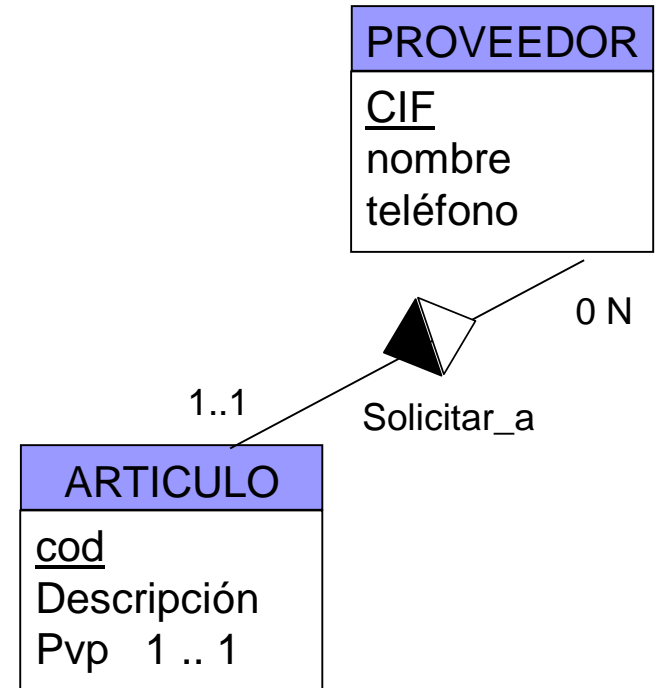 PROVEEDOR
CIF
nombre
teléfono
0 N
1..1
Solicitar_a
ARTICULO
cod
Descripción
Pvp 1 .. 1